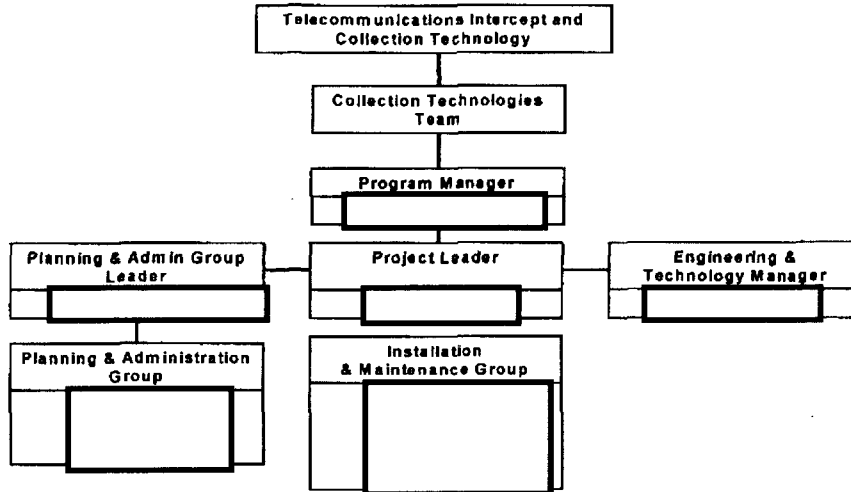 Telecommunications Intercept and
Collection Technology
Collection Technologies
Team
Program Manager
Planning & Admin Group
Leader
Project Leader
Engineering &
Technology Manager
Planning & Administration
Group
Installation
& Maintenance Group